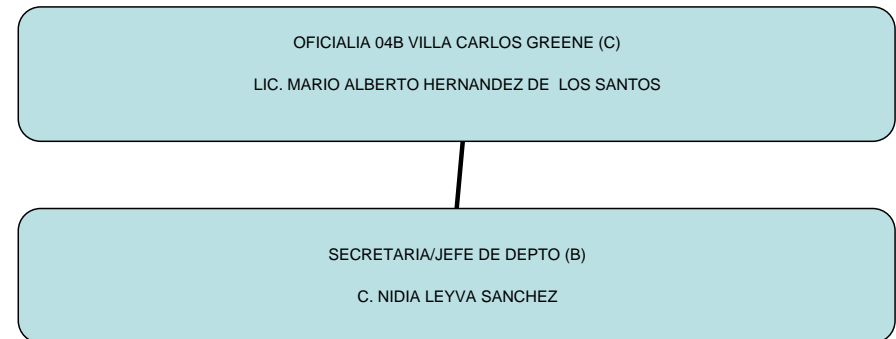 OFICIALIA 04B VILLA CARLOS GREENE (C)
LIC. MARIO ALBERTO HERNANDEZ DE  LOS SANTOS
SECRETARIA/JEFE DE DEPTO (B)
C. NIDIA LEYVA SANCHEZ